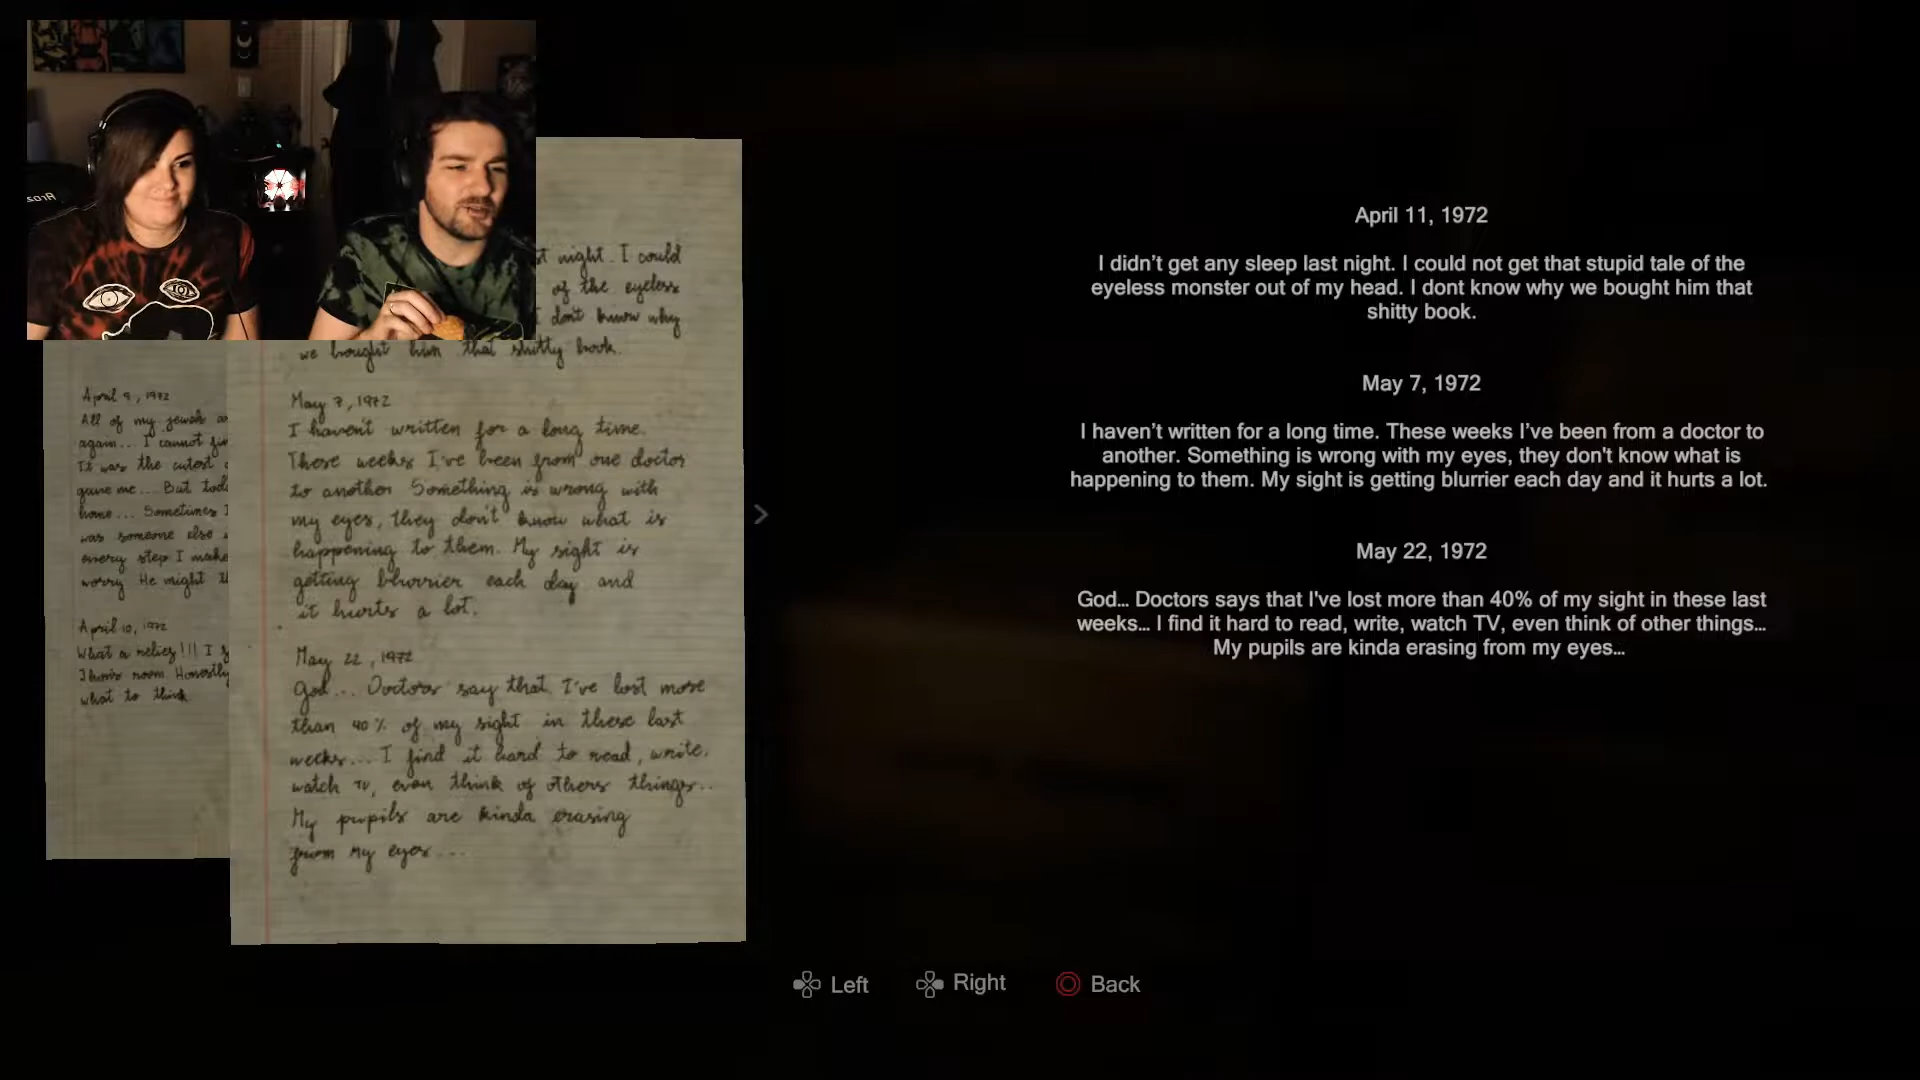 st night. I could
of the eyeless
I don't know why
we bought him that shitty book.
May 7, 1972
I haven't written for a long time.
These weeks I've been from one doctor
to another Something is wrong with
my eyes, they don't know what is
happening to them. My sight is
getting blurrier each day and
it hurts a lot.
May 22, 1972
God... Doctors say that I've lost more
than 40% of my sight in these last
weeks... I find it hard to read, write,
watch TV, even think of others things...
My pupils are kinda erasing
from my eyes...
April 9, 1972
All of my jewels
again... I cannot
It was the cutest
gave me... But
home... Sometimes I
was someone else
every step I make
worry He might
April 10, 1972
What a relief!!! I
room. Honestly
what to think
April 11, 1972
I didn’t get any sleep last night. I could not get that stupid tale of the
eyeless monster out of my head. I dont know why we bought him that
shitty book.
May 7, 1972
I haven’t written for a long time. These weeks I’ve been from a doctor to
another. Something is wrong with my eyes, they don't know what is
happening to them. My sight is getting blurrier each day and it hurts a lot.
May 22, 1972
God... Doctors says that I've lost more than 40% of my sight in these last
weeks... I find it hard to read, write, watch TV, even think of other things...
My pupils are kinda erasing from my eyes...
Left
Right
Back